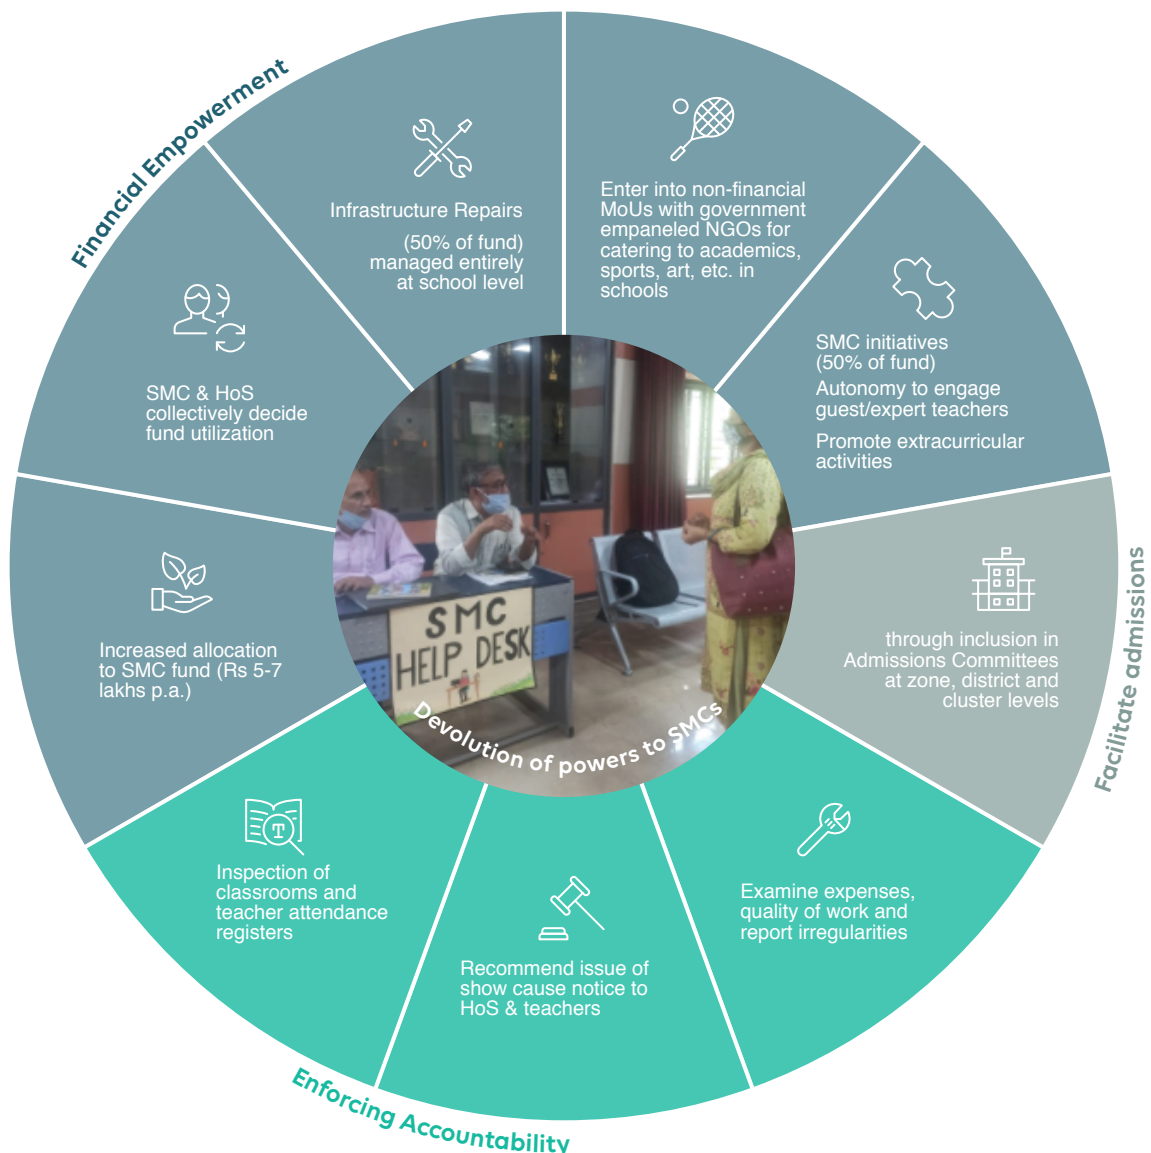 Financial Empowerment
Infrastructure Repairs
(50% of fund)
managed entirely
at school level
Enter into non-financial
MoUs with government
empaneled NGOs for
catering to academics,
sports, art, etc. in
schools
SMC & HoS
collectively decide
fund utilization
SMC initiatives
(50% of fund)
Autonomy to engage
guest/expert teachers
Promote extracurricular
activities
Increased allocation
to SMC fund (Rs 5-7
lakhs p.a.)
SMC
HELP DESK
Devolution of powers to SMCs
through inclusion in
Admissions Committees
at zone, district and
cluster levels
Facilitate admissions
T
Inspection of
classrooms and
teacher attendance
registers
Recommend issue of
show cause notice to
HoS & teachers
Examine expenses,
quality of work and
report irregularities
Enforcing Accountability